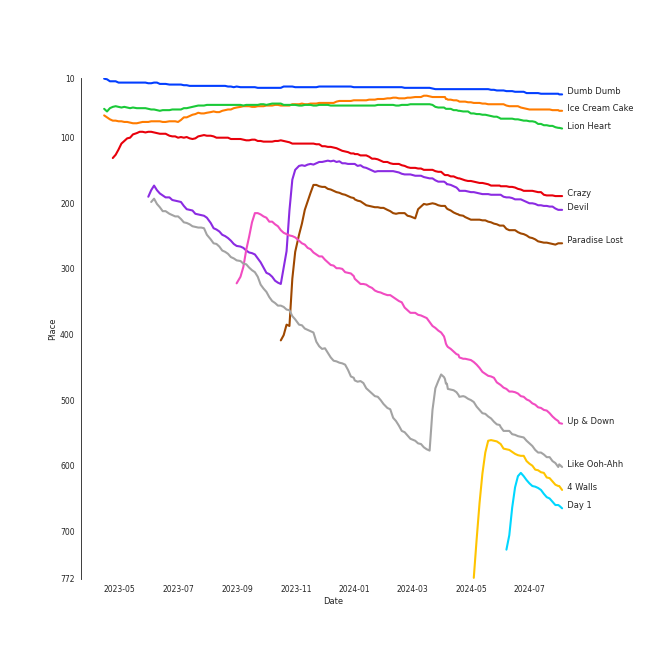 10
100
200
300
400
500
600
700
772
Place
2023-05
2023-07
2023-09
2023-11
2024-01
2024-03
2024-05
2024-07
Date
Dumb Dumb
Ice Cream Cake
Lion Heart
Crazy
Devil
Paradise Lost
Up & Down
Like Ooh-Ahh
4 Walls
Day 1